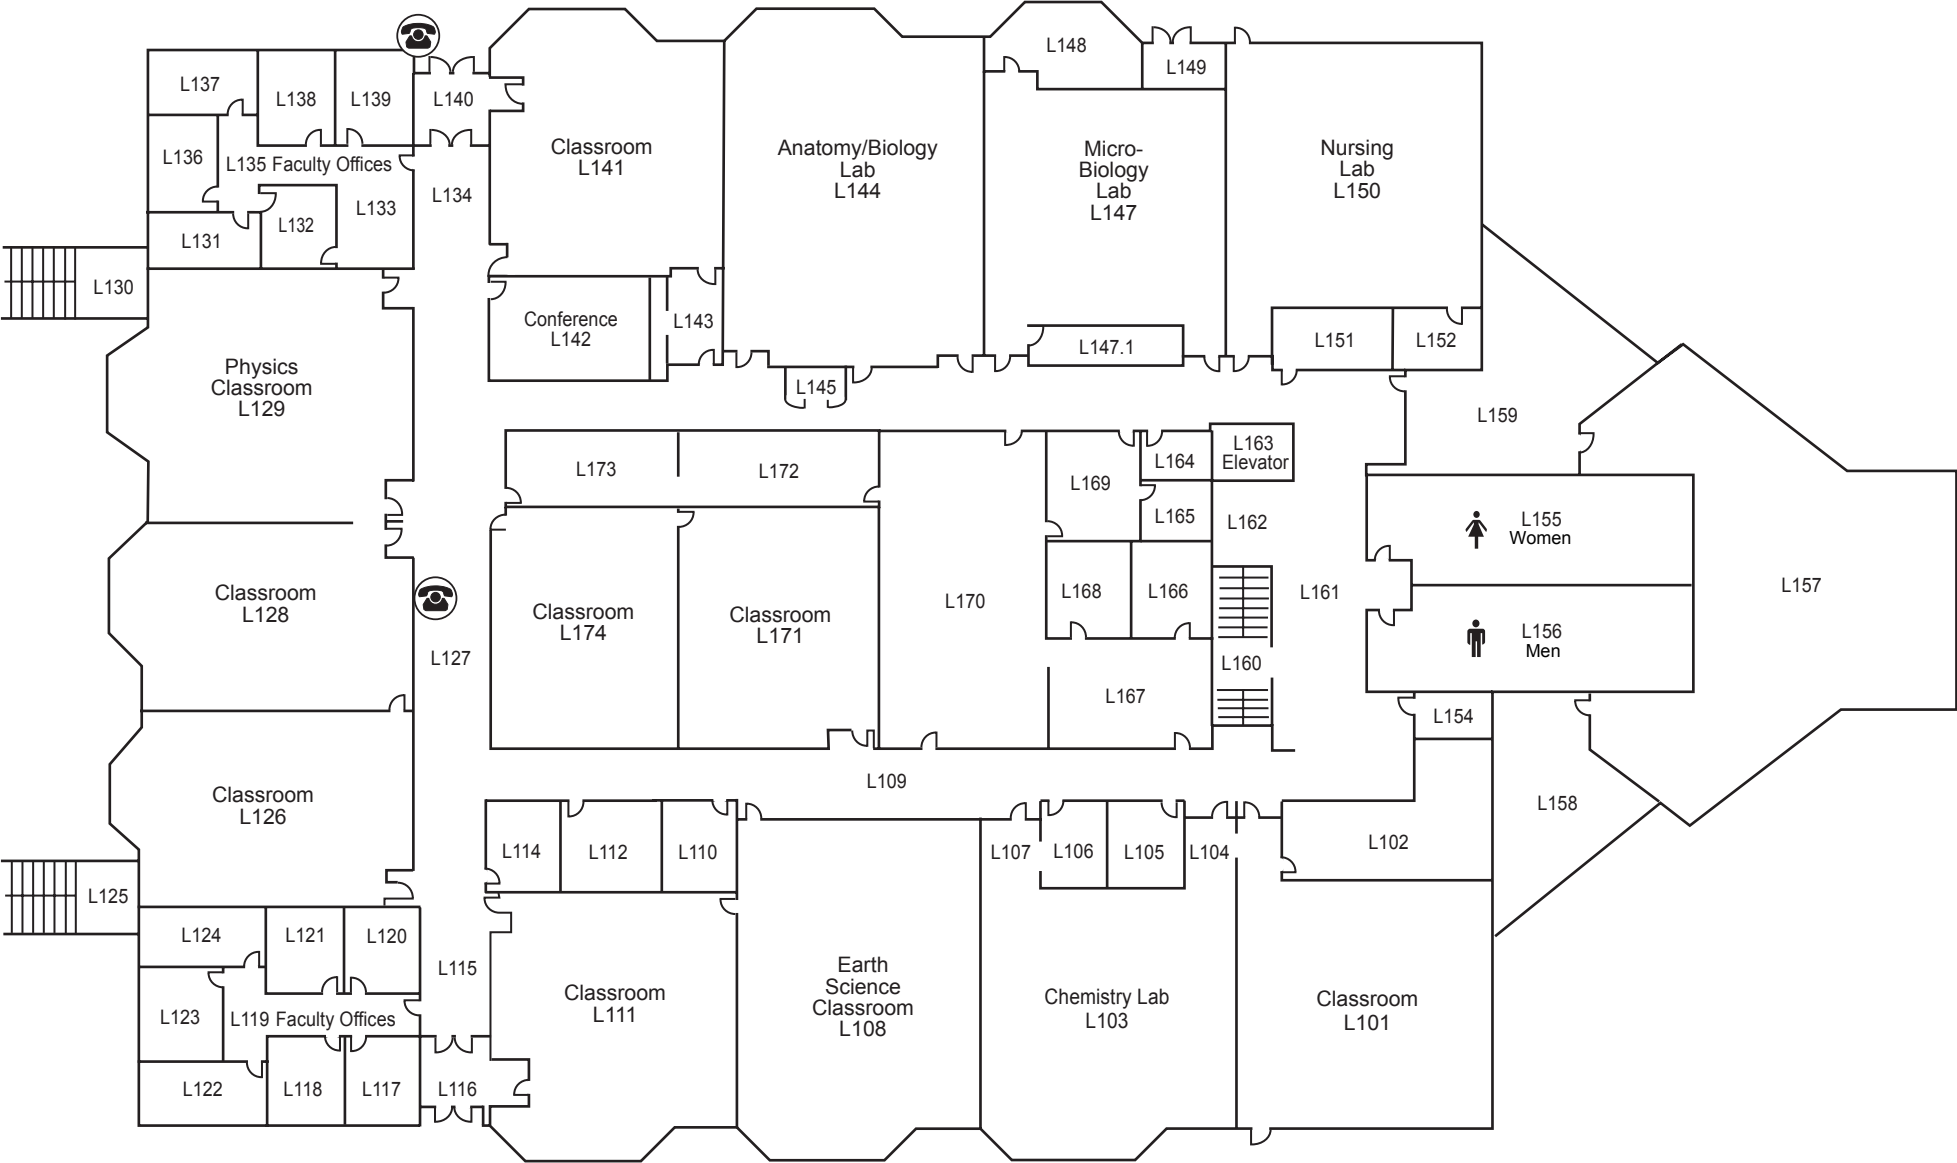 L148
L149
L137
L138
L139
L140
Classroom
L141
Anatomy/Biology
Lab
L144
Micro-
Biology
Lab
L147
Nursing
Lab
L150
L136
L135 Faculty Offices
L134
L133
L132
L131
L130
Conference
L142
L143
L147.1
L151
L152
Physics
Classroom
L129
L145
L159
L173
L172
L169
L164
L163
Elevator
L165
L162
L155
Women
Classroom
L128
Classroom
L174
Classroom
L171
L170
L168
L166
L161
L157
L156
Men
L127
L160
L167
L154
L109
Classroom
L126
L158
L114
L112
L110
L107
L106
L105
L104
L102
L125
L124
L121
L120
L115
Classroom
L111
Earth
Science
Classroom
L108
Chemistry Lab
L103
Classroom
L101
L123
L119 Faculty Offices
L122
L118
L117
L116